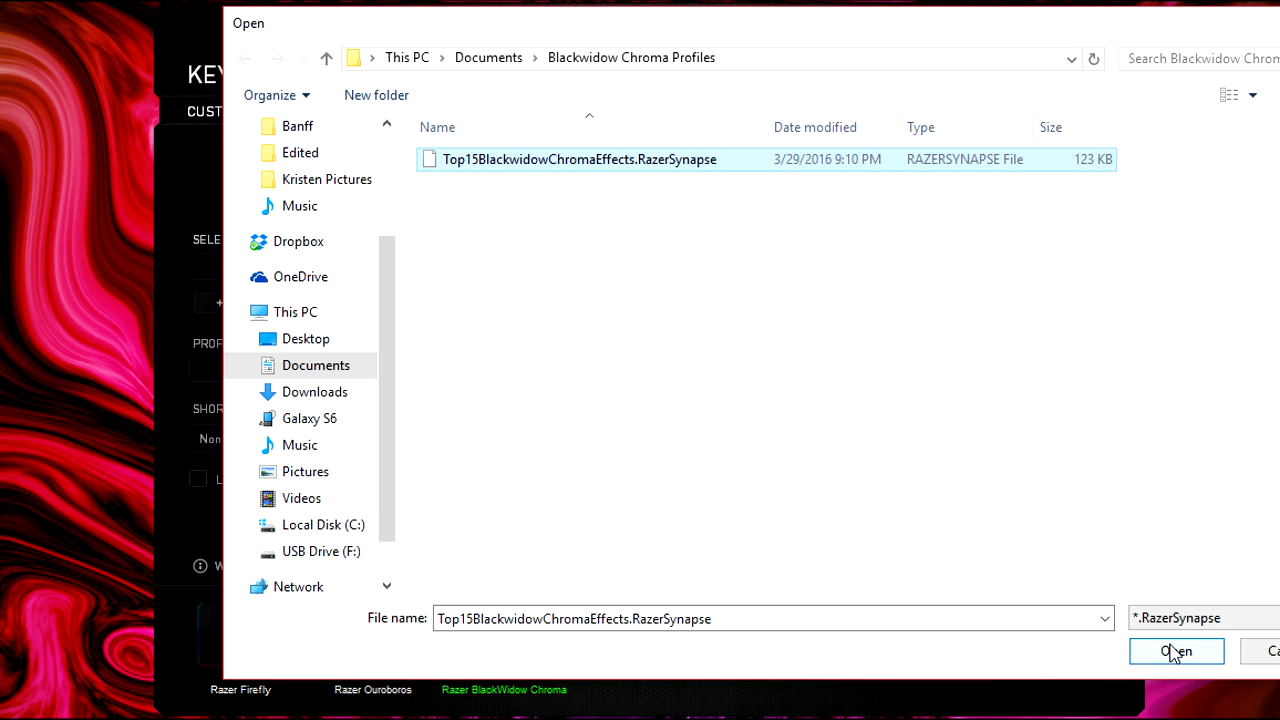 Open
This PC
Documents
Blackwidow Chroma Profiles
Search Blackwidow Chrom
Organize
New folder
Name
Date modified
Type
Size
Top15BlackwidowChromaEffects.RazerSynapse
3/29/2016 9:10 PM
RAZERSYNAPSE File
123 KB
Banff
Edited
Kristen Pictures
Music
Dropbox
OneDrive
This PC
Desktop
Documents
Downloads
Galaxy S6
Music
Pictures
Videos
Local Disk (C:)
USB Drive (F:)
Network
KEY
CUST
SELE
+
PROF
SHOR
Non
L
W
File name:
Top15BlackwidowChromaEffects.RazerSynapse
*.RazerSynapse
Open
Ca
Razer Firefly
Razer Ouroboros
Razer BlackWidow Chroma